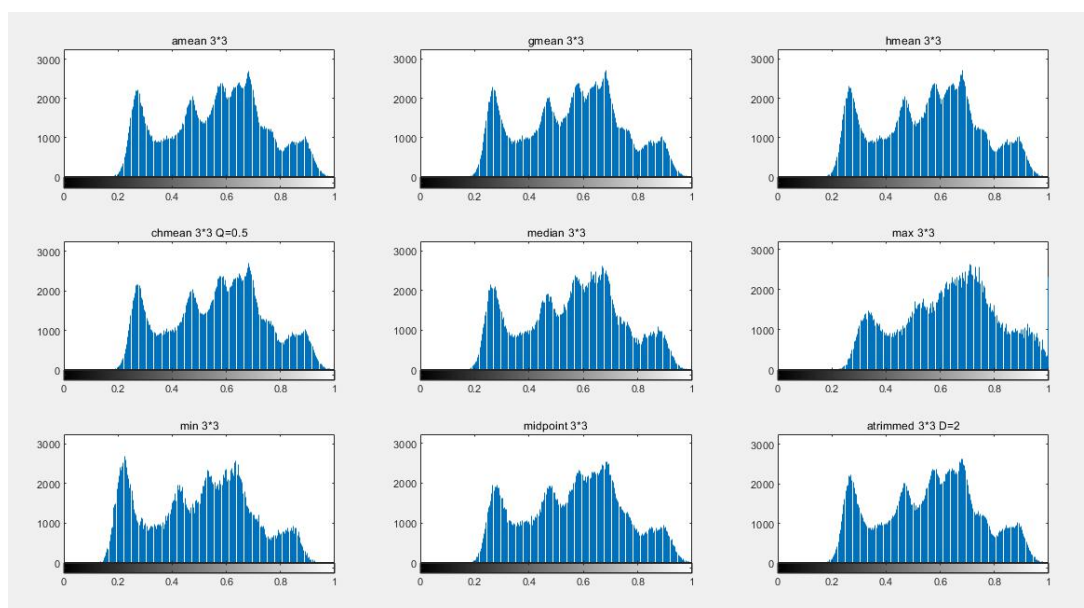 amean 3*3
3000
2000
1000
0
0 0.2 0.4 0.6 0.8 1
gmean 3*3
3000
2000
1000
0
0 0.2 0.4 0.6 0.8 1
hmean 3*3
3000
2000
1000
0
0 0.2 0.4 0.6 0.8 1
chmean 3*3 Q=0.5
3000
2000
1000
0
0 0.2 0.4 0.6 0.8 1
median 3*3
3000
2000
1000
0
0 0.2 0.4 0.6 0.8 1
max 3*3
3000
2000
1000
0
0 0.2 0.4 0.6 0.8 1
min 3*3
3000
2000
1000
0
0 0.2 0.4 0.6 0.8 1
midpoint 3*3
3000
2000
1000
0
0 0.2 0.4 0.6 0.8 1
atrimmed 3*3 D=2
3000
2000
1000
0
0 0.2 0.4 0.6 0.8 1